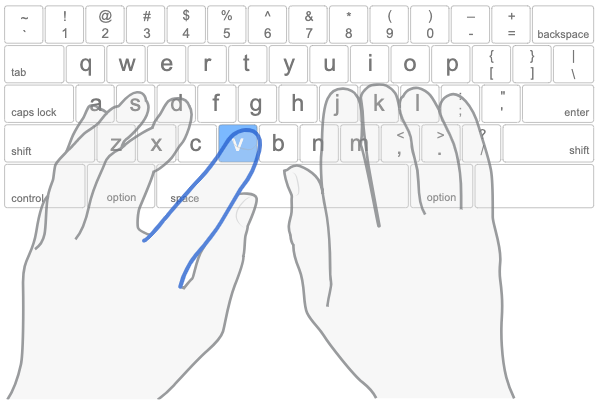 ~ ! @ # $ % ^ & * ( ) _ +
` 1 2 3 4 5 6 7 8 9 0 - = backspace
tab q w e r t y u i o p { [ } ] | \
caps lock a s d f g h j k l : ; " ' enter
shift z x c v b n m < , > . ? / shift
control option space option